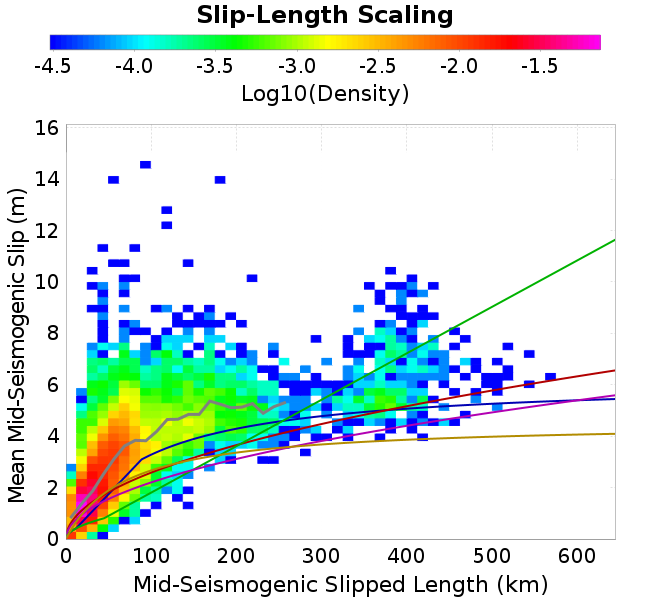 Slip-Length Scaling
-4.5 -4.0 -3.5 -3.0 -2.5 -2.0 -1.5
Log10(Density)
Mean Mid-Seismogenic Slip (m)
16
14
12
10
8
6
4
2
0
0 100 200 300 400 500 600
Mid-Seismogenic Slipped Length (km)